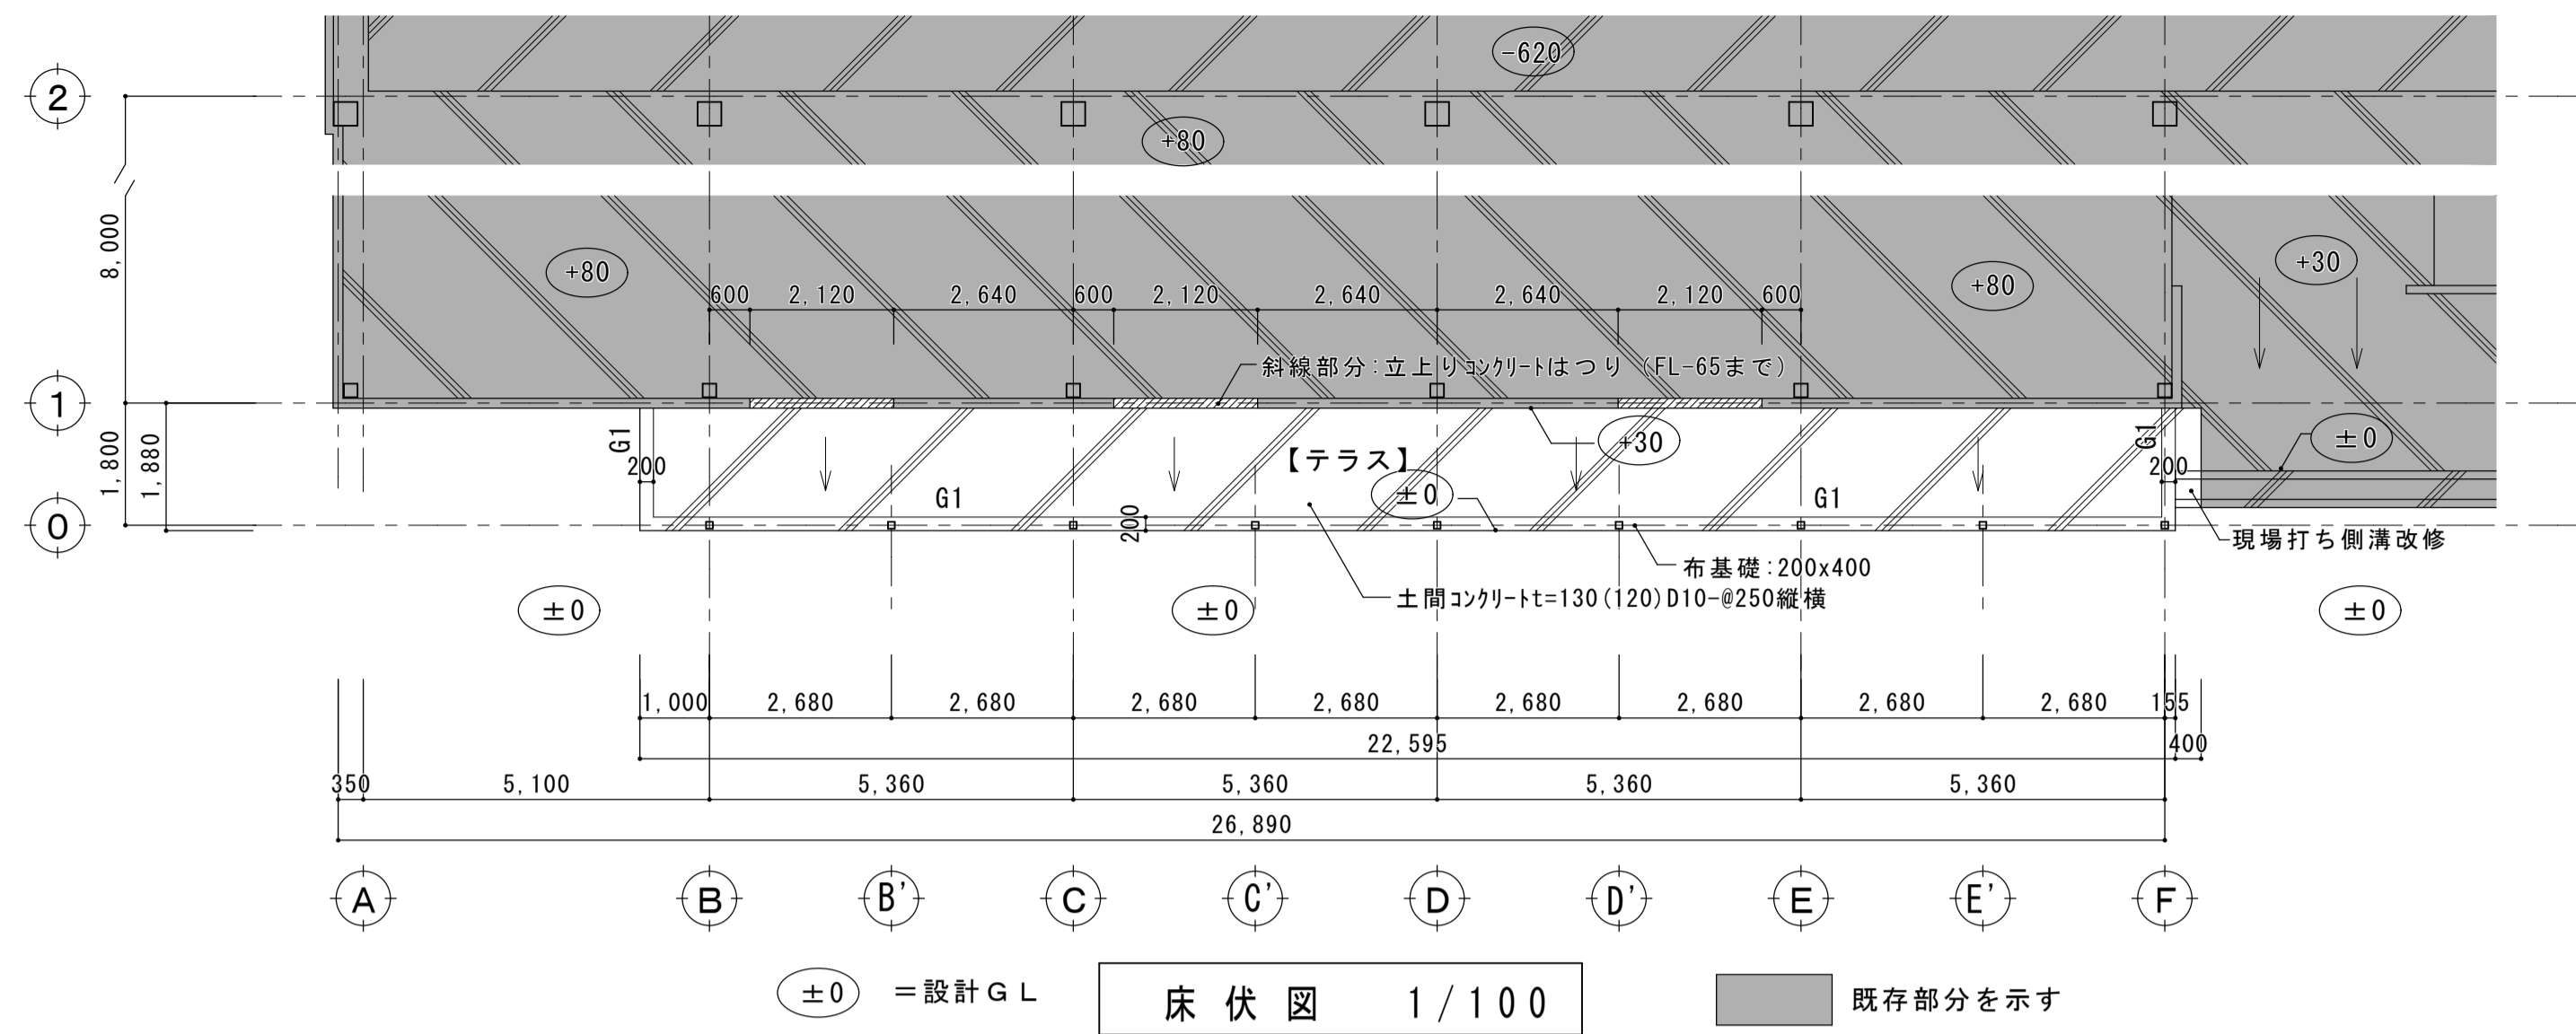 -620
2
+80
8,000
+80
+80
+30
600 2,120 2,640 600 2,120 2,640 2,640 2,120 600
斜線部分:立上りｺﾝｸﾘｰﾄはつり (FL-65まで)
1
1,800
1,880
G1
200
【テラス】
+30
G1
200
±0
G1
±0
G1
200
0
現場打ち側溝改修
布基礎:200x400
土間ｺﾝｸﾘｰﾄt=130(120)D10-@250縦横
±0
±0
±0
1,000 2,680 2,680 2,680 2,680 2,680 2,680 2,680 2,680 155
22,595 400
350 5,100 5,360 5,360 5,360 5,360
26,890
A B B' C C' D D' E E' F
±0 =設計GL
床伏図 1/100
既存部分を示す